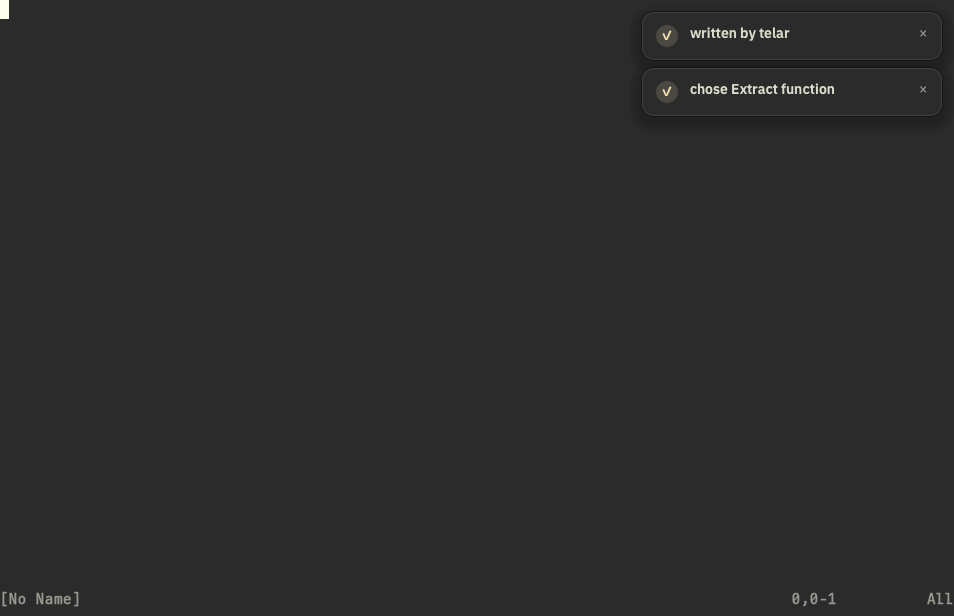 written by telar ×
chose Extract function ×
[No Name] 0,0-1 All